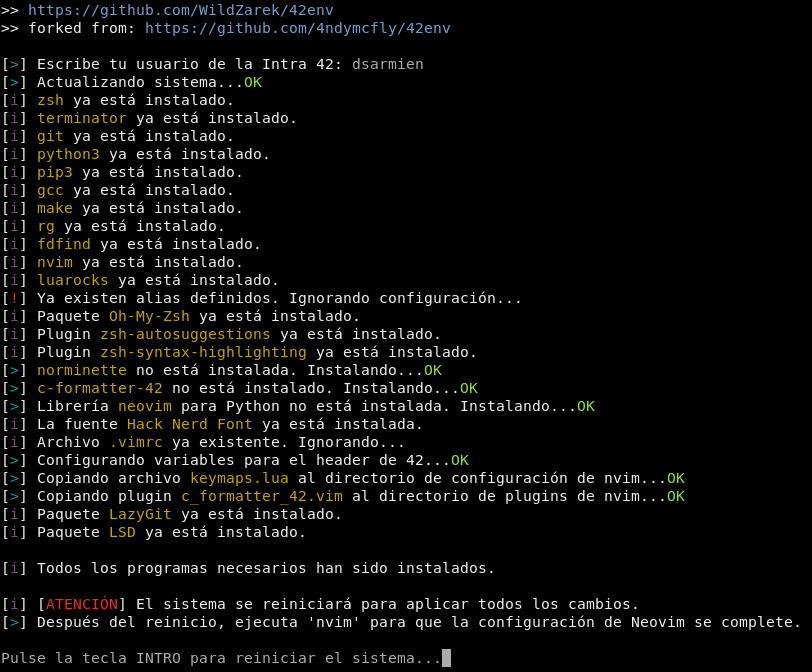 >> https://github.com/WildZarek/42env
>> forked from: https://github.com/4ndymcfly/42env
[>] Escribe tu usuario de la Intra 42: dsarmien
[>] Actualizando sistema...OK
[i] zsh ya está instalado.
[i] terminator ya está instalado.
[i] git ya está instalado.
[i] python3 ya está instalado.
[i] pip3 ya está instalado.
[i] gcc ya está instalado.
[i] make ya está instalado.
[i] rg ya está instalado.
[i] fdfind ya está instalado.
[i] nvim ya está instalado.
[i] luarocks ya está instalado.
[!] Ya existen alias definidos. Ignorando configuración...
[i] Paquete Oh-My-Zsh ya está instalado.
[i] Plugin zsh-autosuggestions ya está instalado.
[i] Plugin zsh-syntax-highlighting ya está instalado.
[>] norminette no está instalada. Instalando...OK
[>] c-formatter-42 no está instalado. Instalando...OK
[>] Librería neovim para Python no está instalada. Instalando...OK
[i] La fuente Hack Nerd Font ya está instalada.
[i] Archivo .vimrc ya existente. Ignorando...
[>] Configurando variables para el header de 42...OK
[>] Copiando archivo keymaps.lua al directorio de configuración de nvim...OK
[>] Copiando plugin c_formatter_42.vim al directorio de plugins de nvim...OK
[i] Paquete LazyGit ya está instalado.
[i] Paquete LSD ya está instalado.
[i] Todos los programas necesarios han sido instalados.
[i] [ATENCIÓN] El sistema se reiniciará para aplicar todos los cambios.
[>] Después del reinicio, ejecuta 'nvim' para que la configuración de Neovim se complete.
Pulse la tecla INTRO para reiniciar el sistema...